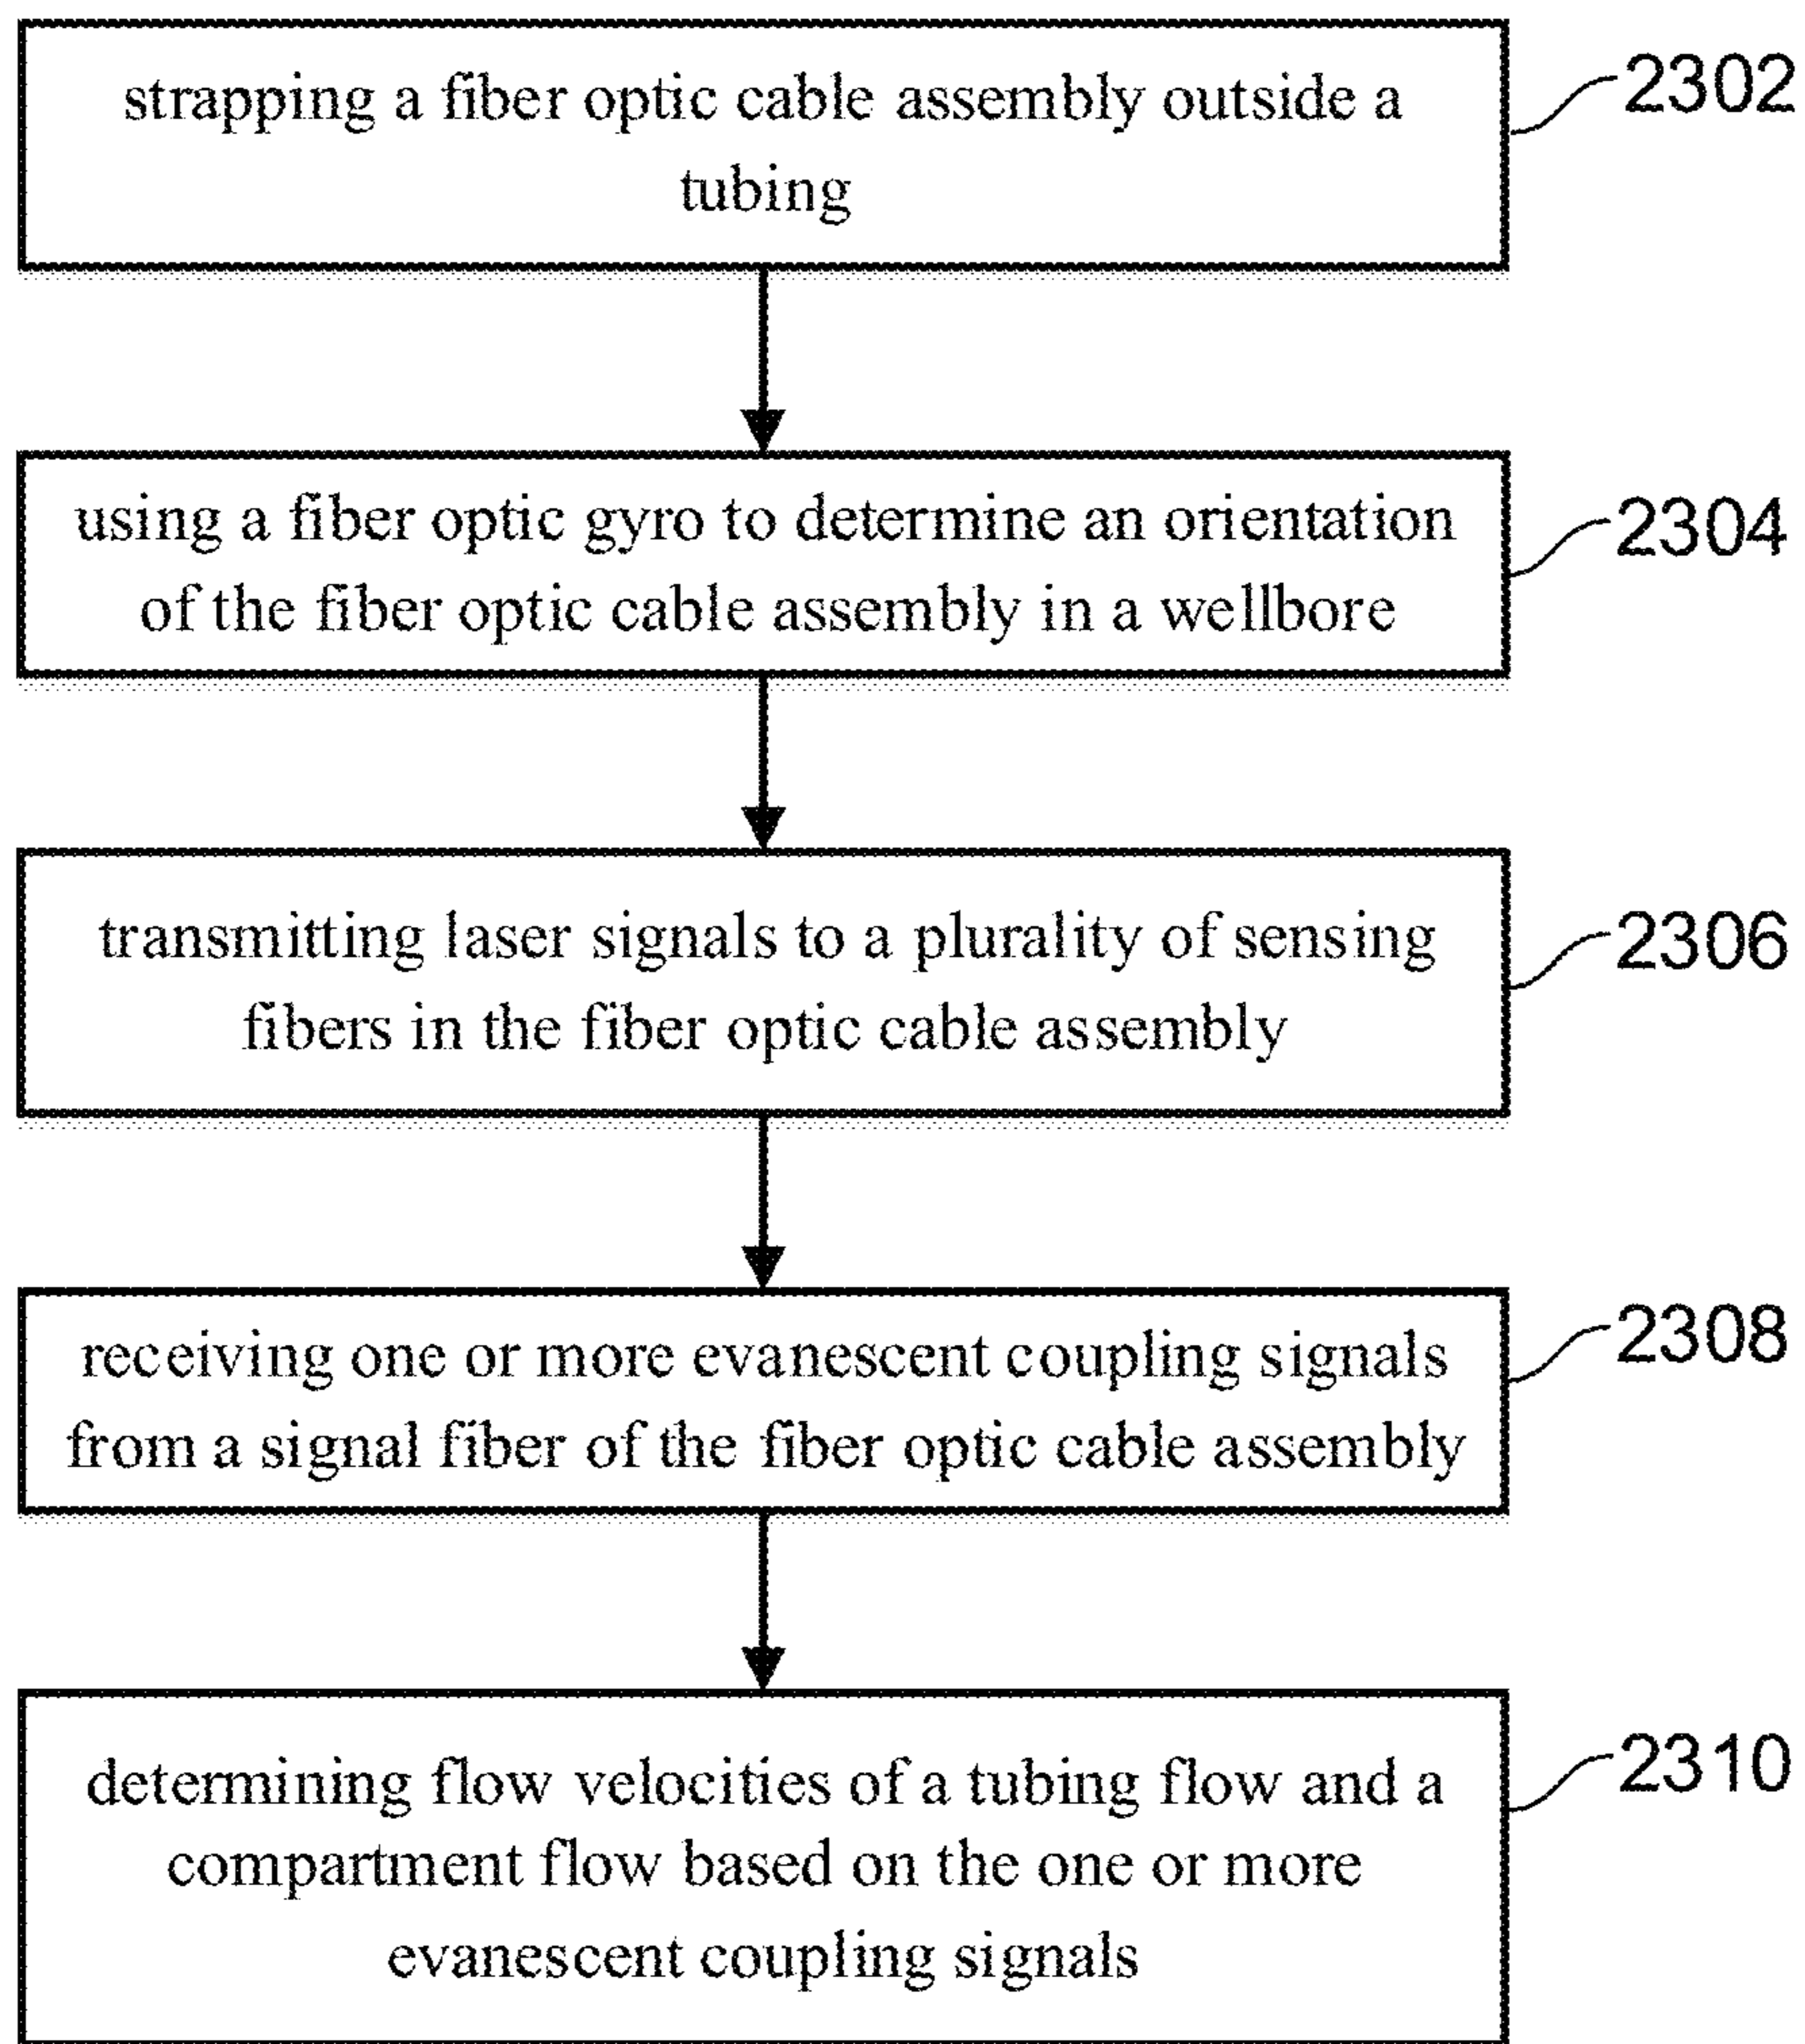 strapping a fiber optic cable assembly outside a
tubing
2302
using a fiber optic gyro to determine an orientation
of the fiber optic cable assembly in a wellbore
2304
transmitting laser signals to a plurality of sensing
fibers in the fiber optic cable assembly
2306
receiving one or more evanescent coupling signals
from a signal fiber of the fiber optic cable assembly
2308
determining flow velocities of a tubing flow and a
compartment flow based on the one or more
evanescent coupling signals
2310